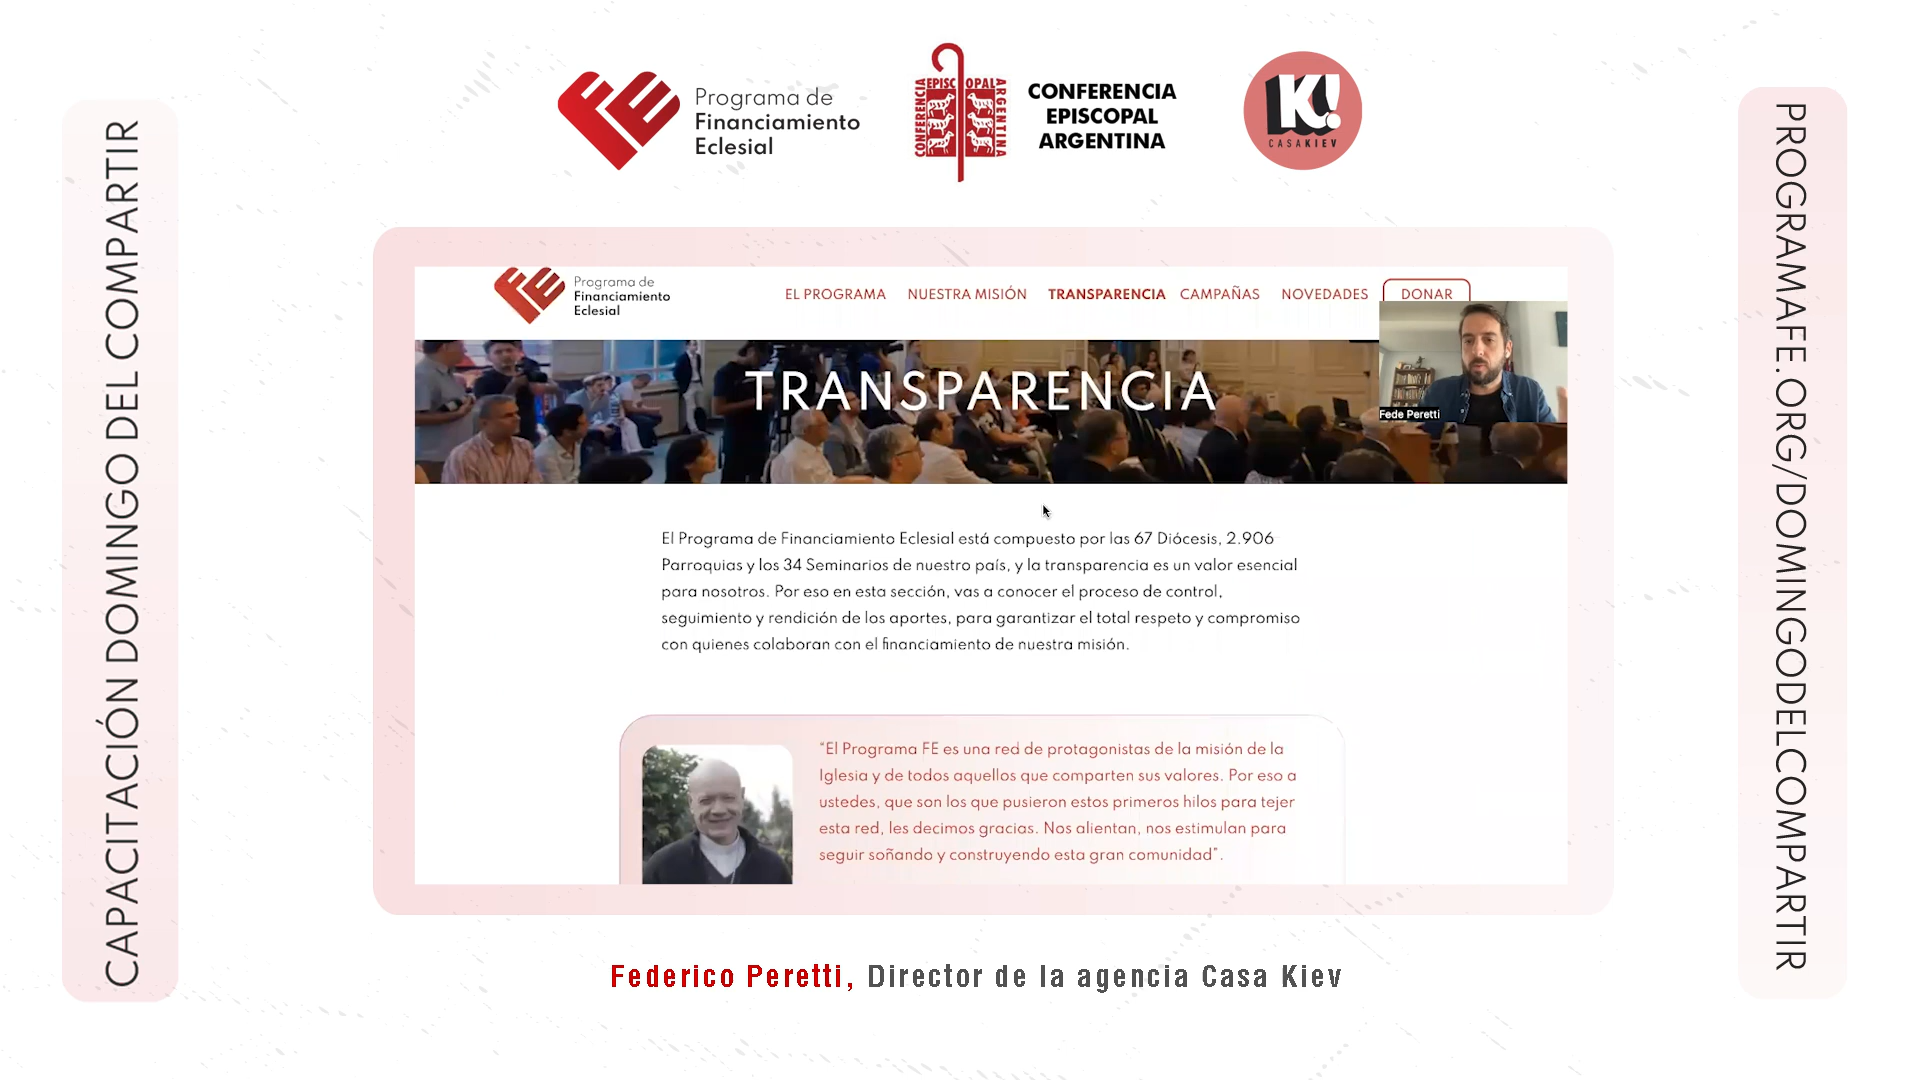 CAPACITACIÓN DOMINGO DEL COMPARTIR
Programa de
Financiamiento
Eclesial
CONFERENCIA
EPISCOPAL
ARGENTINA
CONFERENCIA
EPISCOPAL
ARGENTINA
K!
CASAKIEV
Programa de
Financiamiento
Eclesial
EL PROGRAMA NUESTRA MISIÓN TRANSPARENCIA CAMPAÑAS NOVEDADES DONAR
TRANSPARENCIA
Fede Peretti
El Programa de Financiamiento Eclesial está compuesto por las 67 Diócesis, 2.906
Parroquias y los 34 Seminarios de nuestro país, y la transparencia es un valor esencial
para nosotros. Por eso en esta sección, vas a conocer el proceso de control,
seguimiento y rendición de los aportes, para garantizar el total respeto y compromiso
con quienes colaboran con el financiamiento de nuestra misión.
“El Programa FE es una red de protagonistas de la misión de la
Iglesia y de todos aquellos que comparten sus valores. Por eso a
ustedes, que son los que pusieron estos primeros hilos para tejer
esta red, les decimos gracias. Nos alientan, nos estimulan para
seguir soñando y construyendo esta gran comunidad”.
Federico Peretti, Director de la agencia Casa Kiev
PROGRAMAFE.ORG/DOMINGODELCOMPARTIR